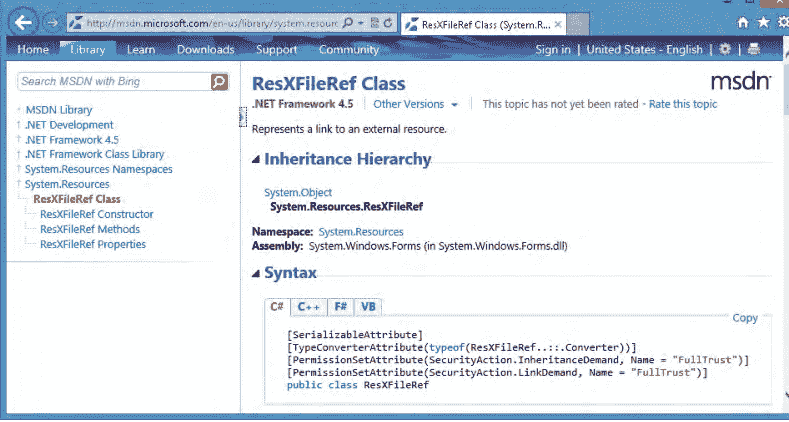 http://msdn.microsoft.com/en-us/library/system.resourc
ResXFileRef Class (System.R...
Home Library Learn Downloads Support Community Sign in | United States - English
Search MSDN with Bing
MSDN Library
.NET Development
.NET Framework 4.5
.NET Framework Class Library
System.Resources Namespaces
System.Resources
ResXFileRef Class
ResXFileRef Constructor
ResXFileRef Methods
ResXFileRef Properties
msdn
ResXFileRef Class
.NET Framework 4.5 Other Versions This topic has not yet been rated - Rate this topic
Represents a link to an external resource.
Inheritance Hierarchy
System.Object
System.Resources.ResXFileRef
Namespace: System.Resources
Assembly: System.Windows.Forms (in System.Windows.Forms.dll)
Syntax
C# C++ F# VB
Copy
[SerializableAttribute]
[TypeConverterAttribute(typeof(ResXFileRef..::.Converter))]
[PermissionSetAttribute(SecurityAction.InheritanceDemand, Name = "FullTrust")]
[PermissionSetAttribute(SecurityAction.LinkDemand, Name = "FullTrust")]
public class ResXFileRef